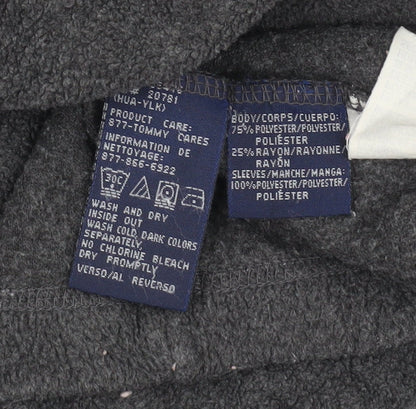 20781
(HUA-YLK)
PRODUCT CARE:
877-TOMMY CARES
INFORMATION DE
NETTOYAGE:
877-866-6922
30C
WASH AND DRY
INSIDE OUT
WASH COLD, DARK COLORS
SEPARATELY,
NO CHLORINE BLEACH
DRY PROMPTLY
VERSO/AL REVERSO
BODY/CORPS/CUERPO:
75%POLYESTER/POLYESTER/
POLIÉSTER
25%RAYON/RAYONNE/
RAYÓN
SLEEVES/MANCHE/MANGA:
100%POLYESTER/POLYESTER/
POLIÉSTER